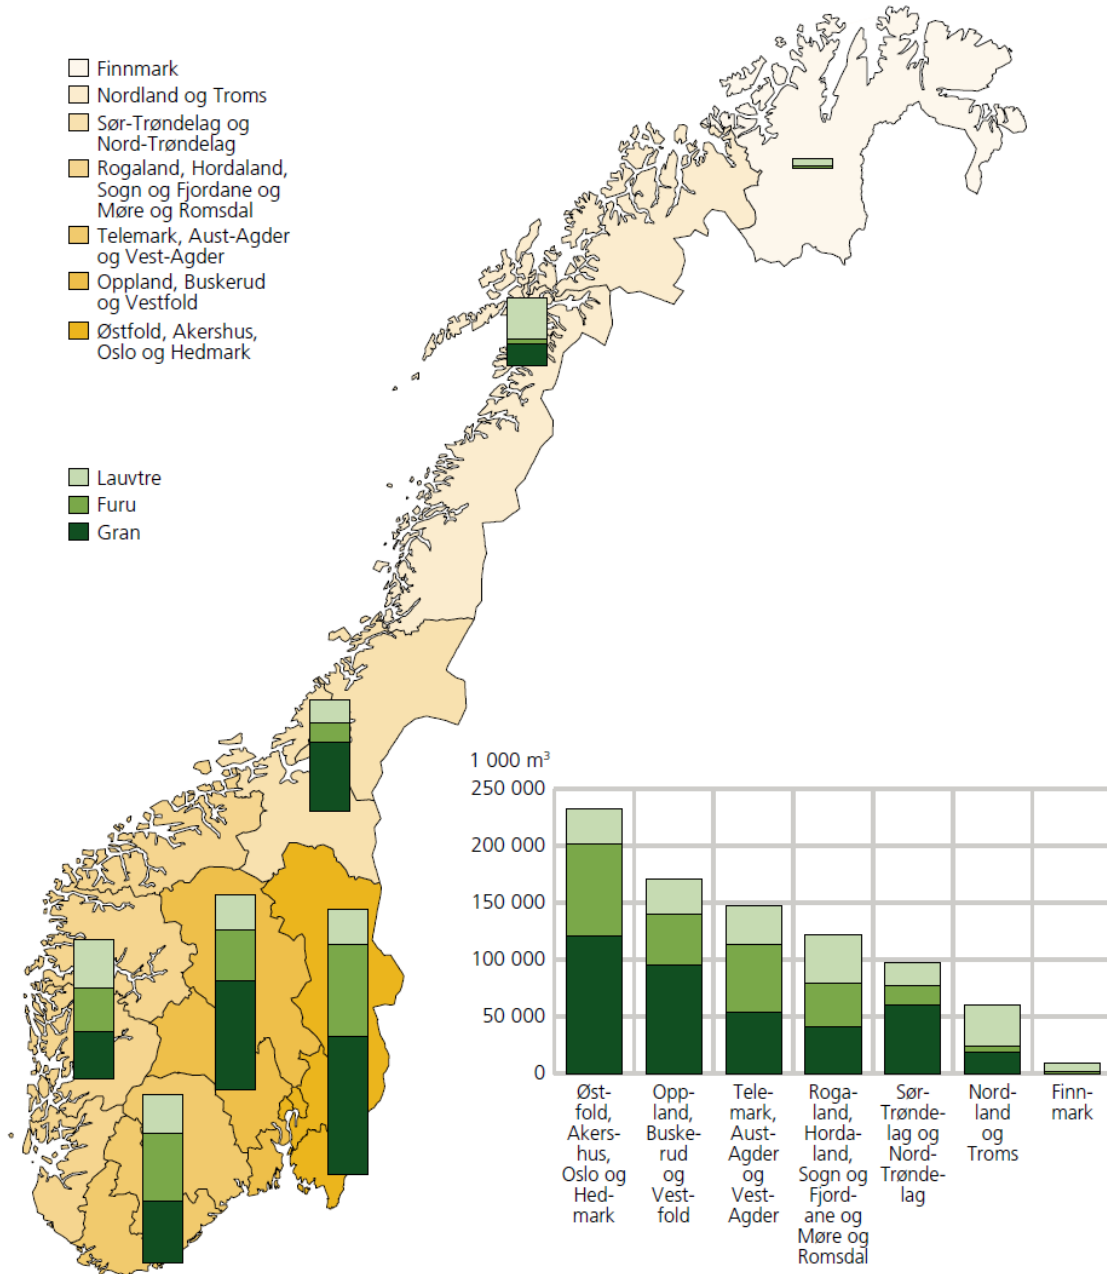 Finnmark
Nordland og Troms
Sør-Trøndelag og
Nord-Trøndelag
Rogaland, Hordaland,
Sogn og Fjordane og
Møre og Romsdal
Telemark, Aust-Agder
og Vest-Agder
Oppland, Buskerud
og Vestfold
Østfold, Akershus,
Oslo og Hedmark
Lauvtre
Furu
Gran
1 000 m³
250 000
200 000
150 000
100 000
50 000
0
Øst-
fold,
Akers-
hus,
Oslo og
Hed-
mark
Opp-
land,
Buske-
rud
og
Vest-
fold
Tele-
mark,
Aust-
Agder
og
Vest-
Agder
Roga-
land,
Horda-
land,
Sogn og
Fjord-
ane og
Møre og
Romsdal
Sør-
Trønde-
lag og
Nord-
Trønde-
lag
Nord-
land
og
Troms
Finn-
mark